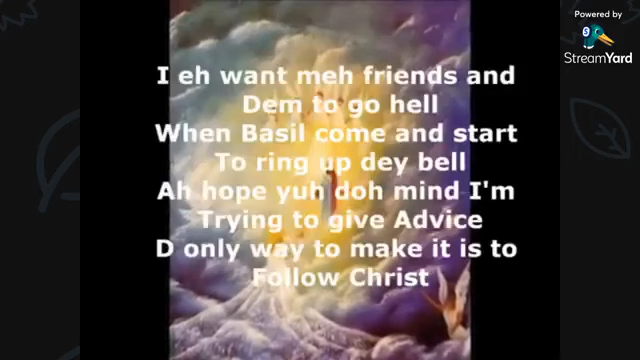 Powered by
StreamYard
I eh want meh friends and
Dem to go hell
When Basil come and start
To ring up dey bell
Ah hope yuh doh mind I'm
Trying to give Advice
D only way to make it is to
Follow Christ